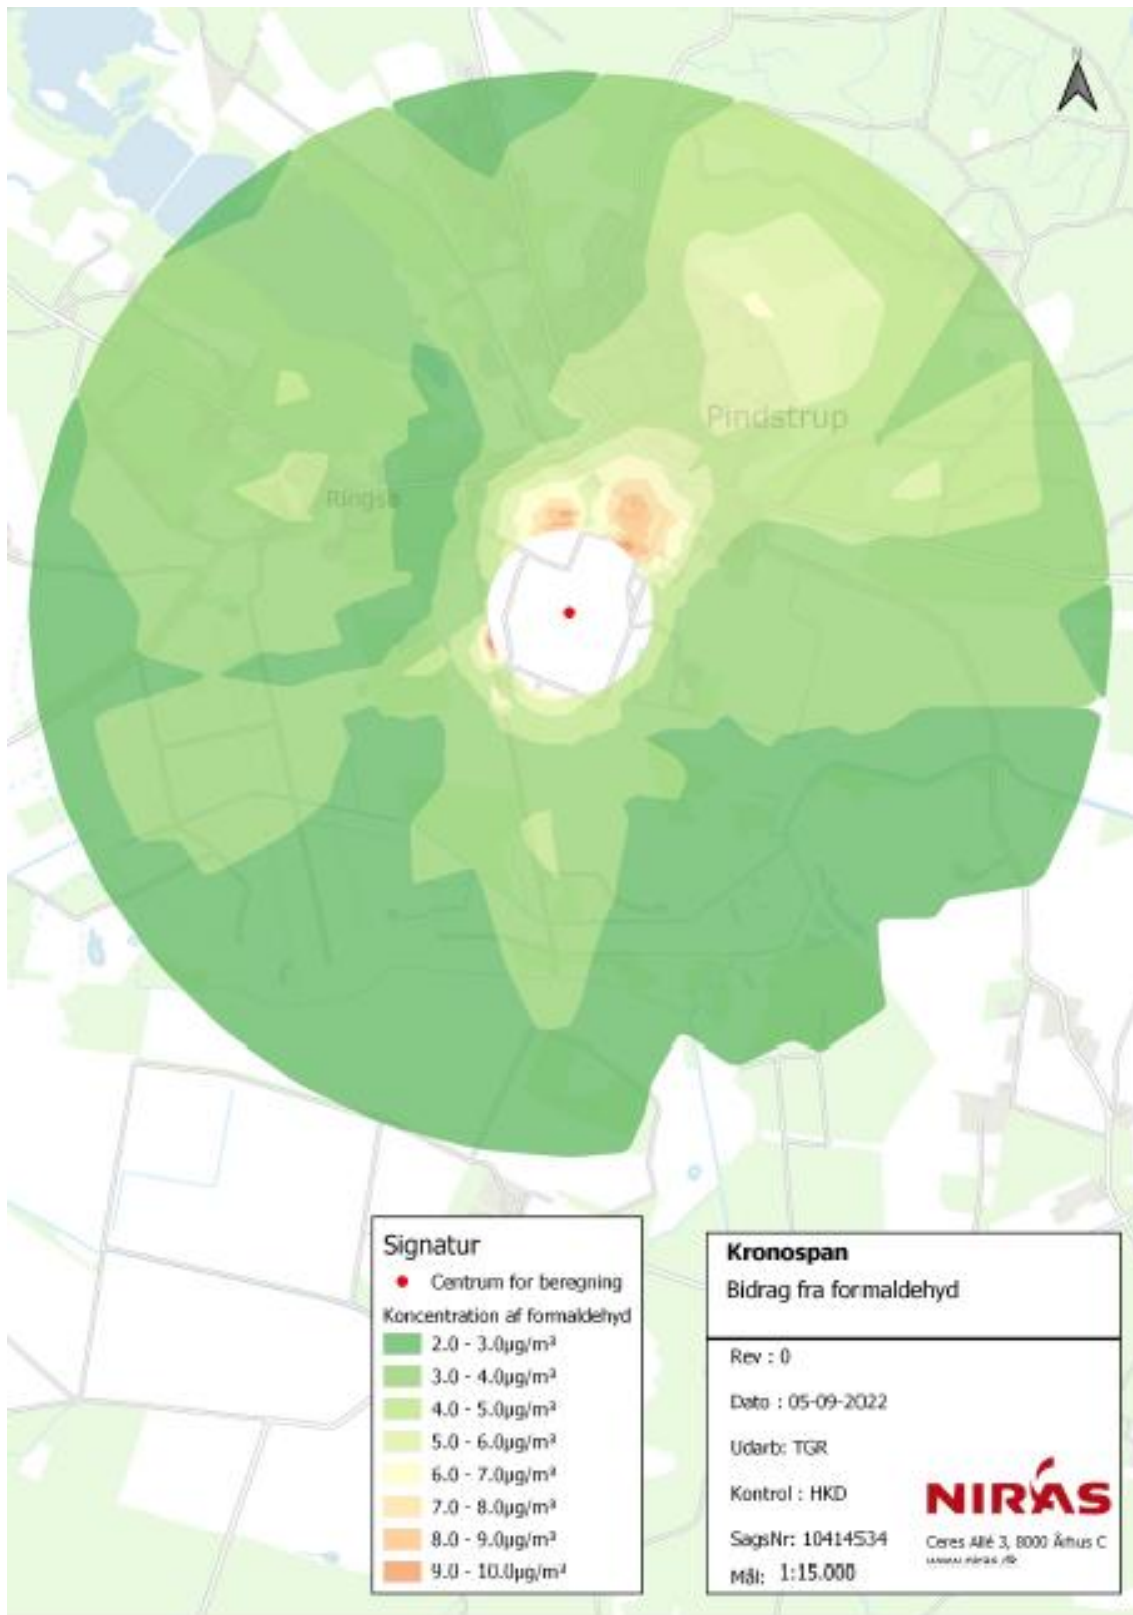 N
Pindstrup
Ringsø
Signatur
Centrum for beregning
Koncentration af formaldehyd
2.0 - 3.0µg/m³
3.0 - 4.0µg/m³
4.0 - 5.0µg/m³
5.0 - 6.0µg/m³
6.0 - 7.0µg/m³
7.0 - 8.0µg/m³
8.0 - 9.0µg/m³
9.0 - 10.0µg/m³
Kronospan
Bidrag fra formaldehyd
Rev : 0
Dato : 05-09-2022
Udarb: TGR
Kontrol : HKD
SagsNr: 10414534
Mål: 1:15.000
NIRAS
Ceres Allé 3, 8000 Århus C
www.niras.dk